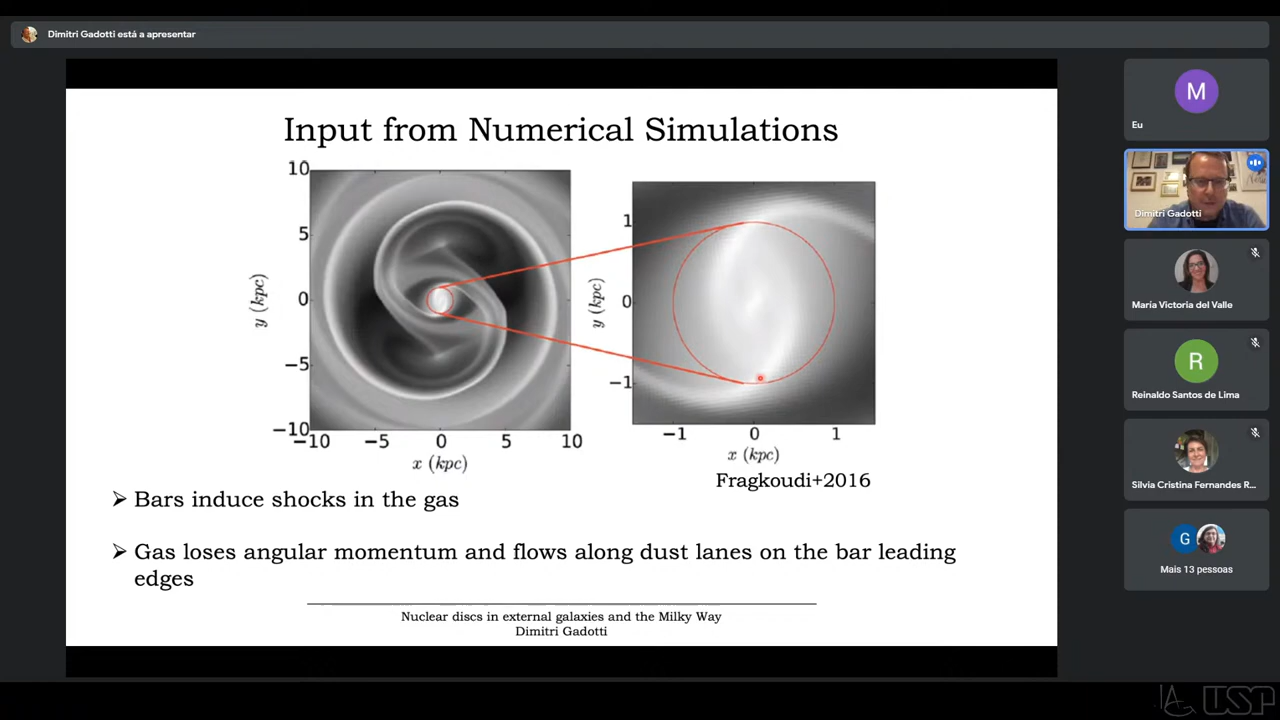 Dimitri Gadotti está a apresentar
Input from Numerical Simulations
10
5
0
−5
−10
−10 −5 0 5 10
y (kpc)
x (kpc)
1
0
−1
−1 0 1
y (kpc)
x (kpc)
Fragkoudi+2016
➢ Bars induce shocks in the gas
➢ Gas loses angular momentum and flows along dust lanes on the bar leading
edges
Nuclear discs in external galaxies and the Milky Way
Dimitri Gadotti
M
Eu
Dimitri Gadotti
María Victoria del Valle
R
Reinaldo Santos de Lima
Silvia Cristina Fernandes R...
G
Mais 13 pessoas
USP